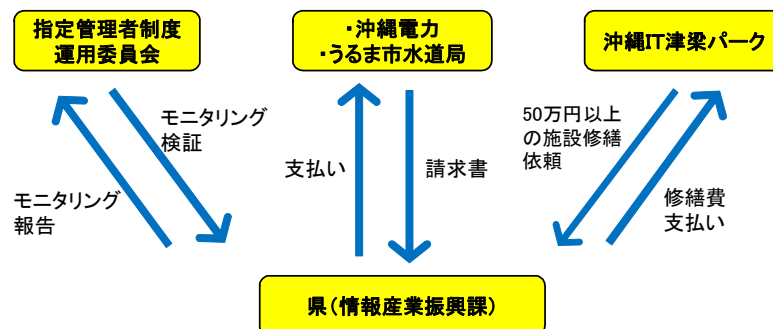 指定管理者制度
運用委員会
・沖縄電力
・うるま市水道局
沖縄IT津梁パーク
モニタリング
検証
モニタリング
報告
支払い
請求書
50万円以上
の施設修繕
依頼
修繕費
支払い
県（情報産業振興課）